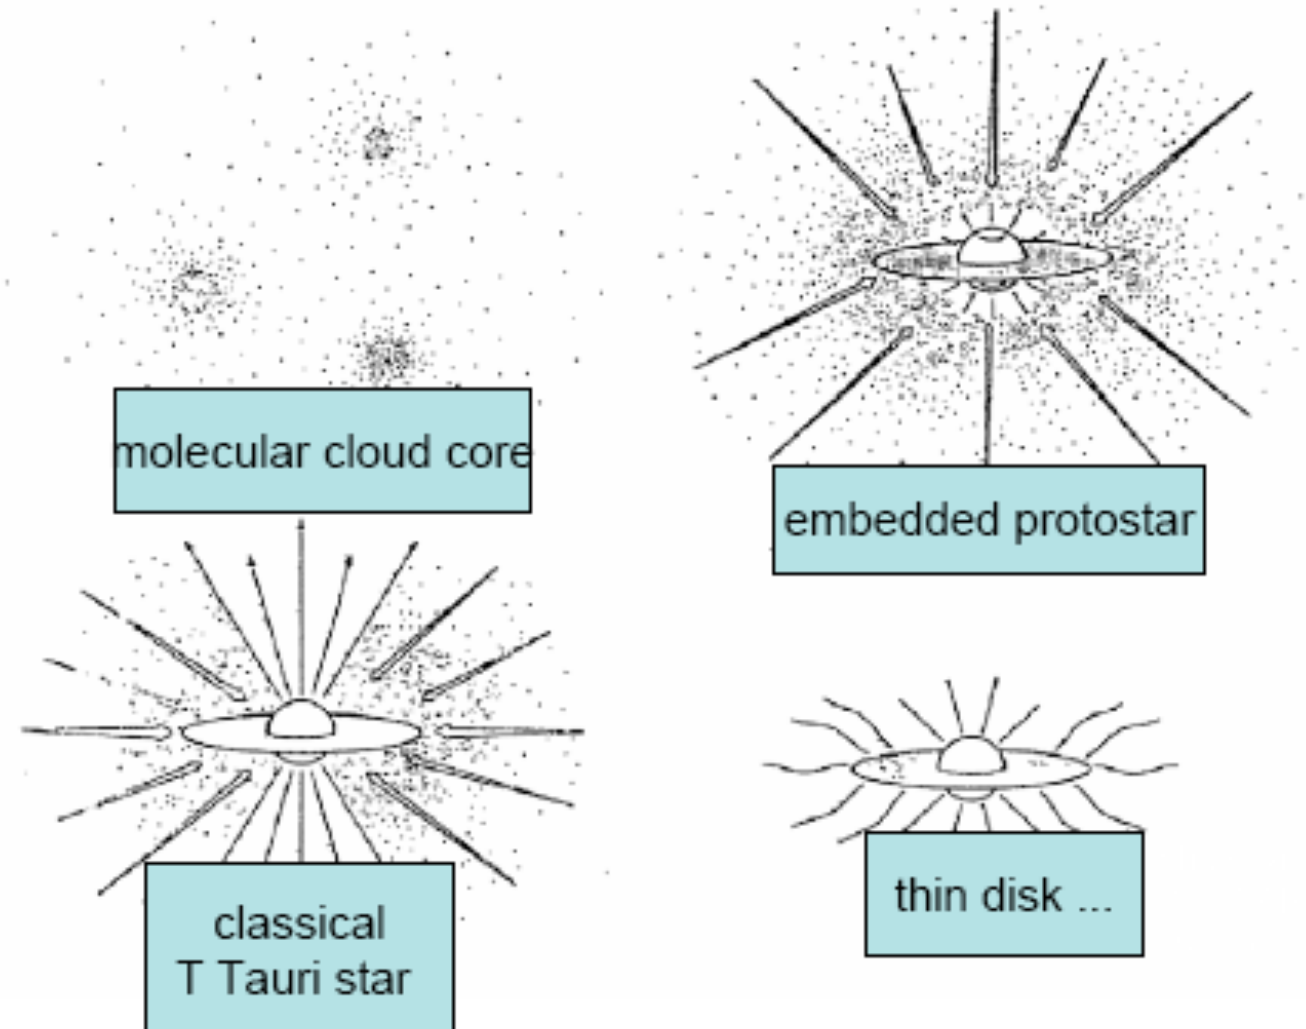 molecular cloud core
embedded protostar
classical
T Tauri star
thin disk ...